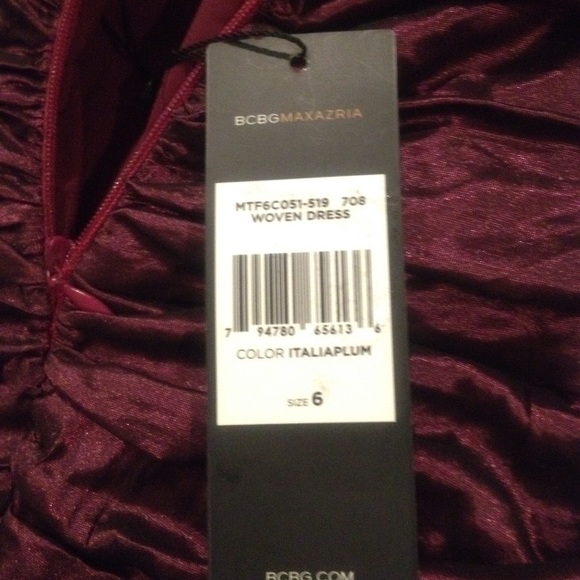 BCBGMAXAZRIA
MTF6C051-519 708
WOVEN DRESS
7 94780 65613 6
COLOR ITALIAPLUM
SIZE 6
BCBG.COM